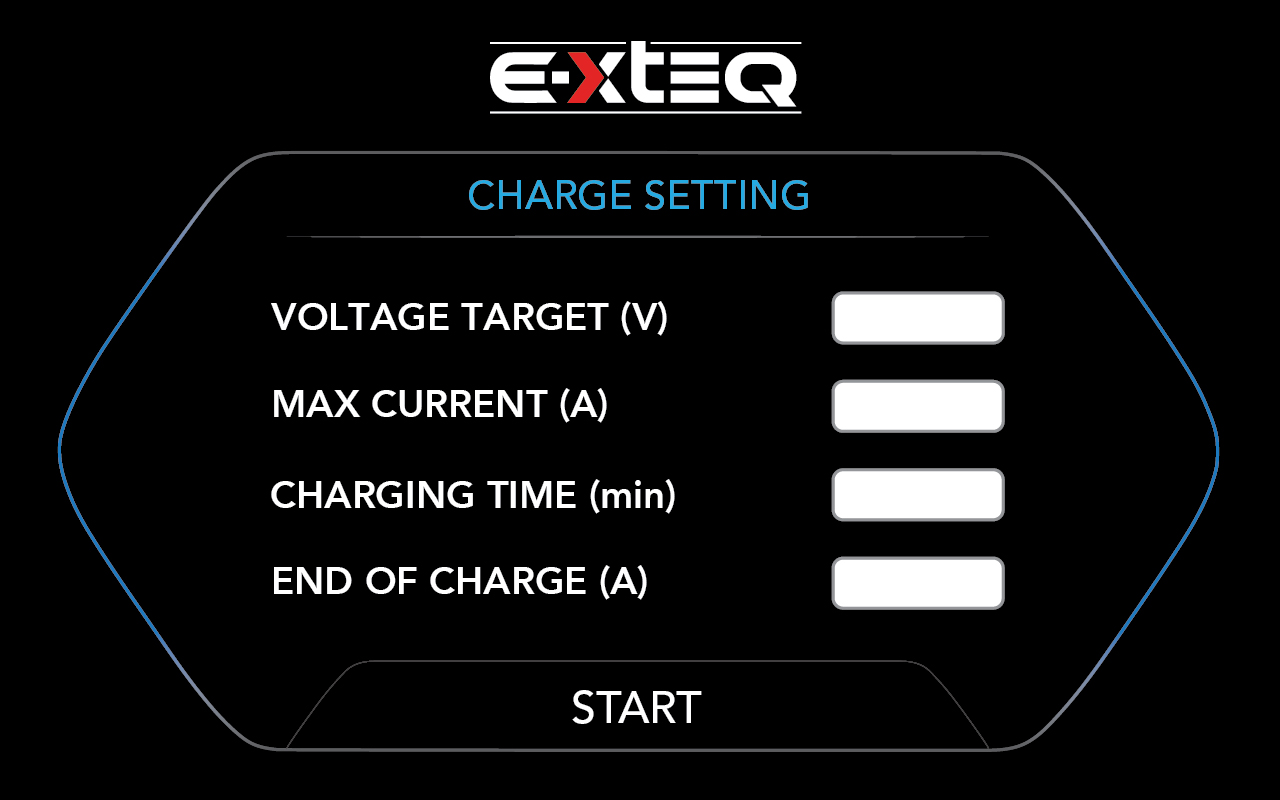 E-XTEQ
CHARGE SETTING
VOLTAGE TARGET (V)
MAX CURRENT (A)
CHARGING TIME (min)
END OF CHARGE (A)
START